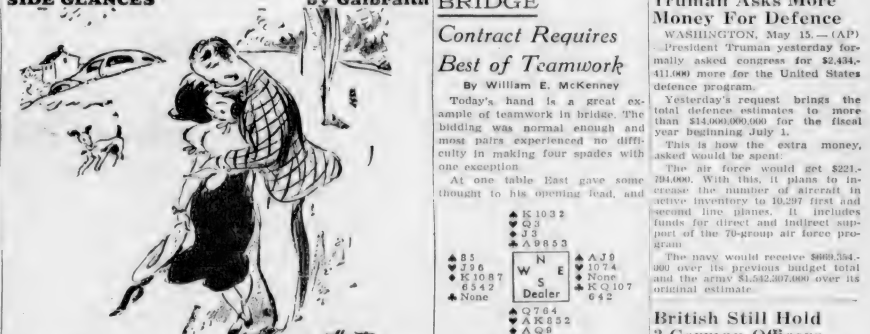 SIDE GLANCES by Galbraith
BRIDGE
Contract Requires
Best of Teamwork
By William E. McKenney
Today's hand is a great ex-
ample of teamwork in bridge. The
bidding was normal enough and
most pairs experienced no diffi-
culty in making four spades with
one exception.
At one table East gave some
thought to his opening lead, and
♠ K 10 3 2
♥ Q 3
♦ J 3
♣ A 9 8 5 3
♠ 8 5
♥ J 9 6
♦ K 10 8 7
6 5 4 2
♣ None
N
W E
S
Dealer
♠ A J 9
♥ 10 7 4
♦ None
♣ K Q 10 7
6 4 2
♠ Q 7 6 4
♥ A K 8 5 2
♦ A Q 9
Truman Asks More
Money For Defence
WASHINGTON, May 15. — (AP)
President Truman yesterday for-
mally asked congress for $2,434,-
411,000 more for the United States
defence program.
Yesterday's request brings the
total defence estimates to more
than $14,000,000,000 for the fiscal
year beginning July 1.
This is how the extra money,
asked would be spent:
The air force would get $221,-
794,000. With this, it plans to in-
crease the number of aircraft in
active inventory to 10,297 first and
second line planes. It includes
funds for direct and indirect sup-
port of the 70-group air force pro-
gram
The navy would receive $669,354,-
000 over its previous budget total
and the army $1,542,307,000 over its
original estimate.
British Still Hold